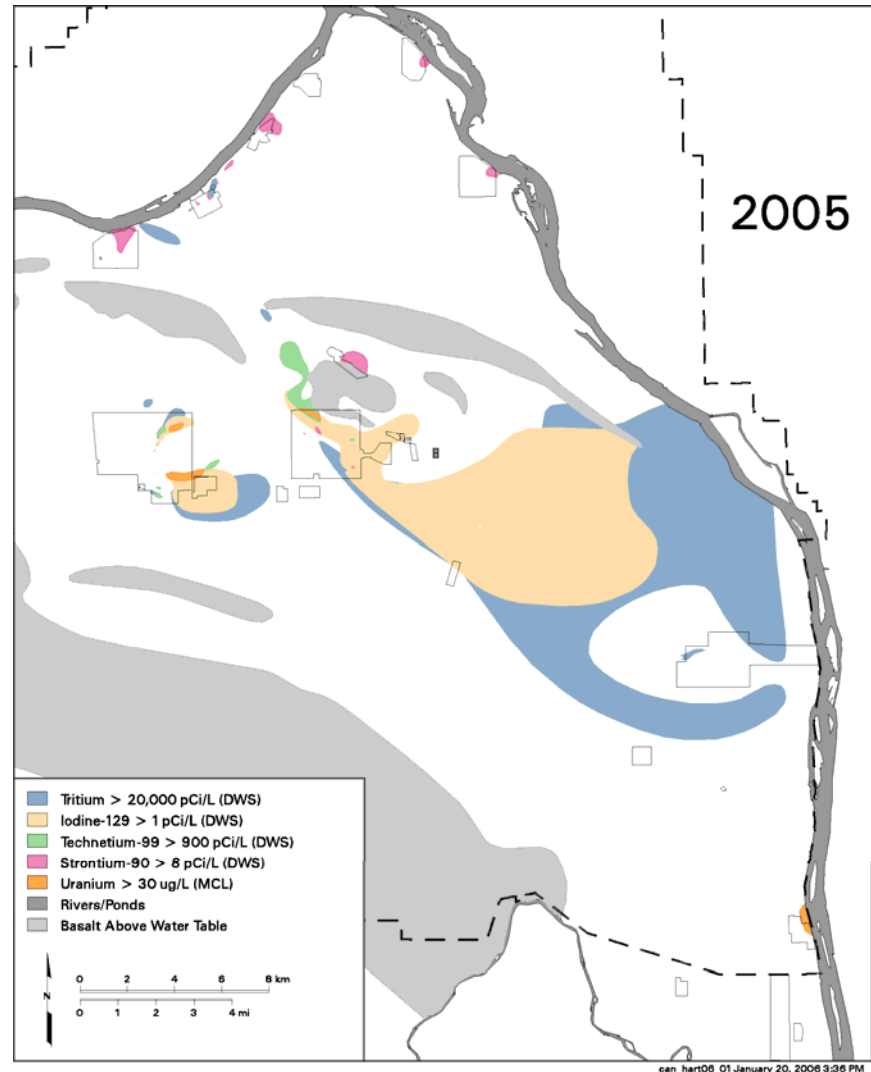 2005
Tritium > 20,000 pCi/L (DWS)
Iodine-129 > 1 pCi/L (DWS)
Technetium-99 > 900 pCi/L (DWS)
Strontium-90 > 8 pCi/L (DWS)
Uranium > 30 ug/L (MCL)
Rivers/Ponds
Basalt Above Water Table
N
0 2 4 6 8 km
0 1 2 3 4 mi
can_hart06_01 January 20, 2006 3:36 PM